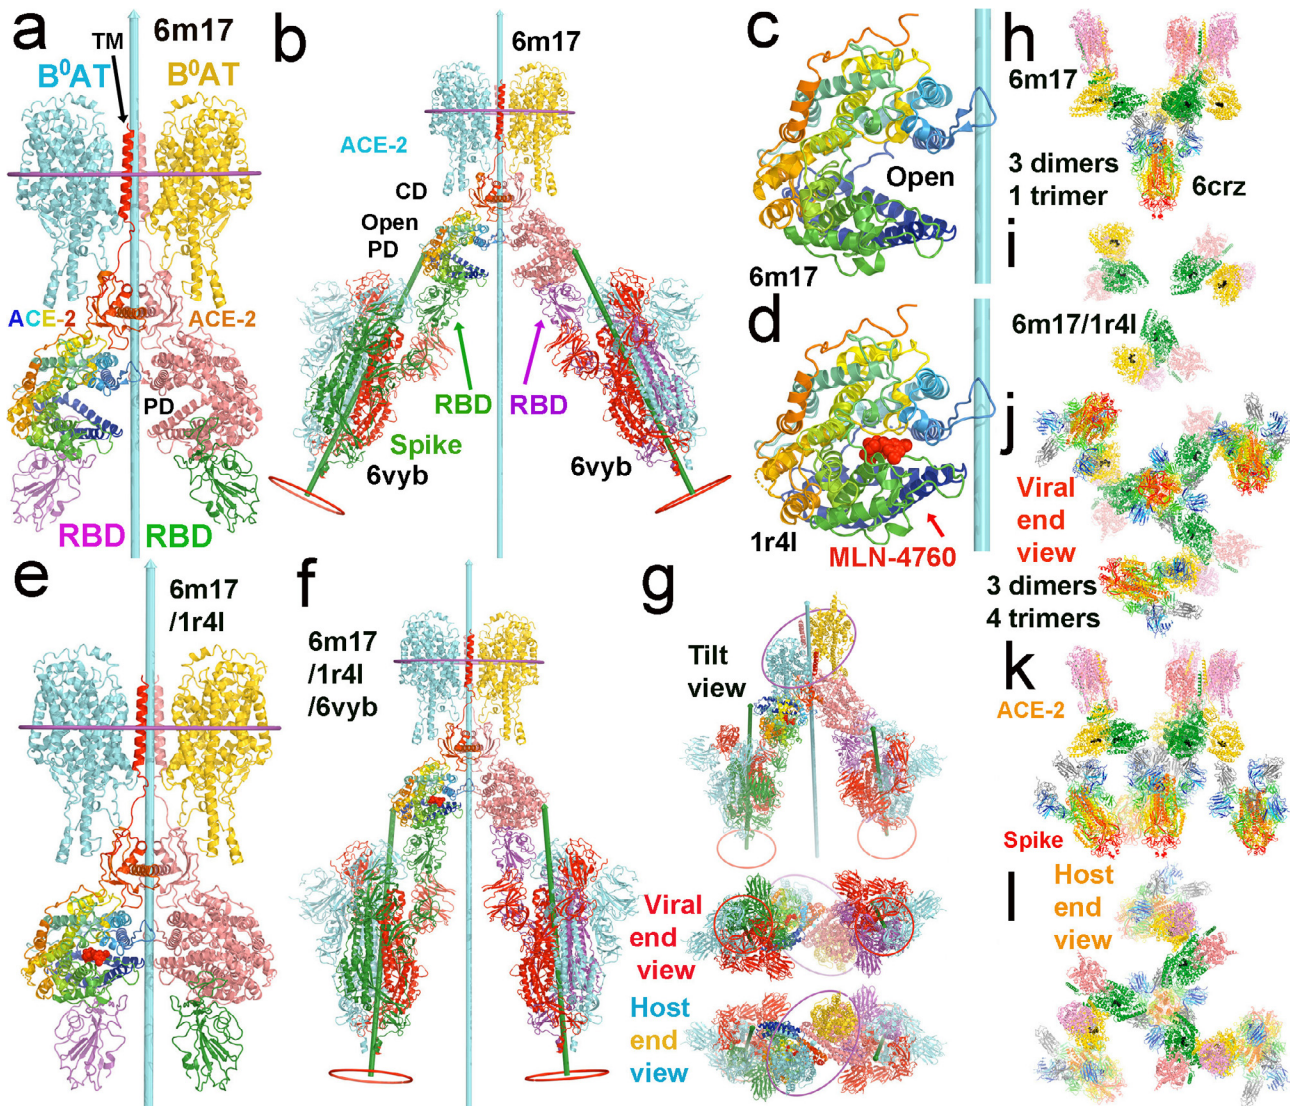 a
TM
6m17
B⁰AT
B⁰AT
ACE-2
ACE-2
PD
RBD
RBD
b
6m17
ACE-2
CD
Open
PD
RBD
RBD
Spike
6vyb
6vyb
c
Open
6m17
d
1r4l
MLN-4760
e
6m17
/1r4l
f
6m17
/1r4l
/6vyb
g
Tilt
view
Viral
end
view
Host
end
view
h
6m17
3 dimers
1 trimer
6crz
i
6m17/1r4l
j
Viral
end
view
3 dimers
4 trimers
k
ACE-2
Spike
l
Host
end
view